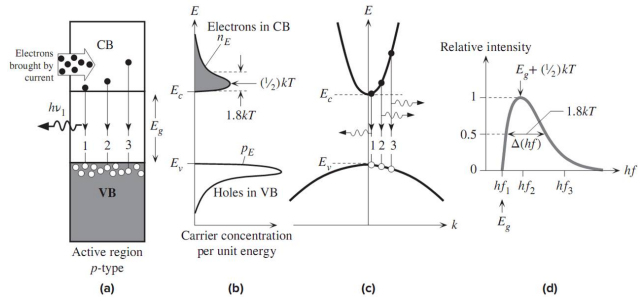 Electrons
brought by
current
CB
hν1
Eg
1 2 3
VB
Active region
p-type
(a)
E
Electrons in CB
nE
(½)kT
Ec
1.8kT
Ev
pE
Holes in VB
Carrier concentration
per unit energy
(b)
E
Ec
1 2 3
Ev
k
(c)
Relative intensity
Eg + (½)kT
1
1.8kT
0.5
Δ(hf)
0
hf
hf1 hf2 hf3
Eg
(d)